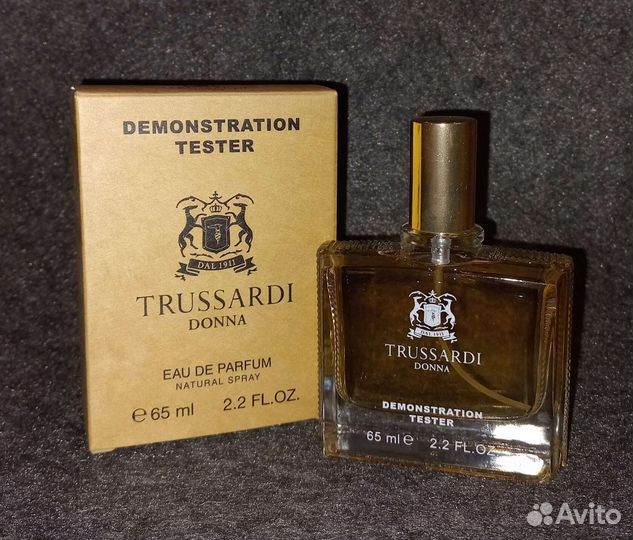 DEMONSTRATION
TESTER
DAL 1911
TRUSSARDI
DONNA
EAU DE PARFUM
NATURAL SPRAY
e 65 ml 2.2 FL.OZ.
DAL 1911
TRUSSARDI
DONNA
DEMONSTRATION
TESTER
65 ml e 2.2 FL.OZ.
Avito